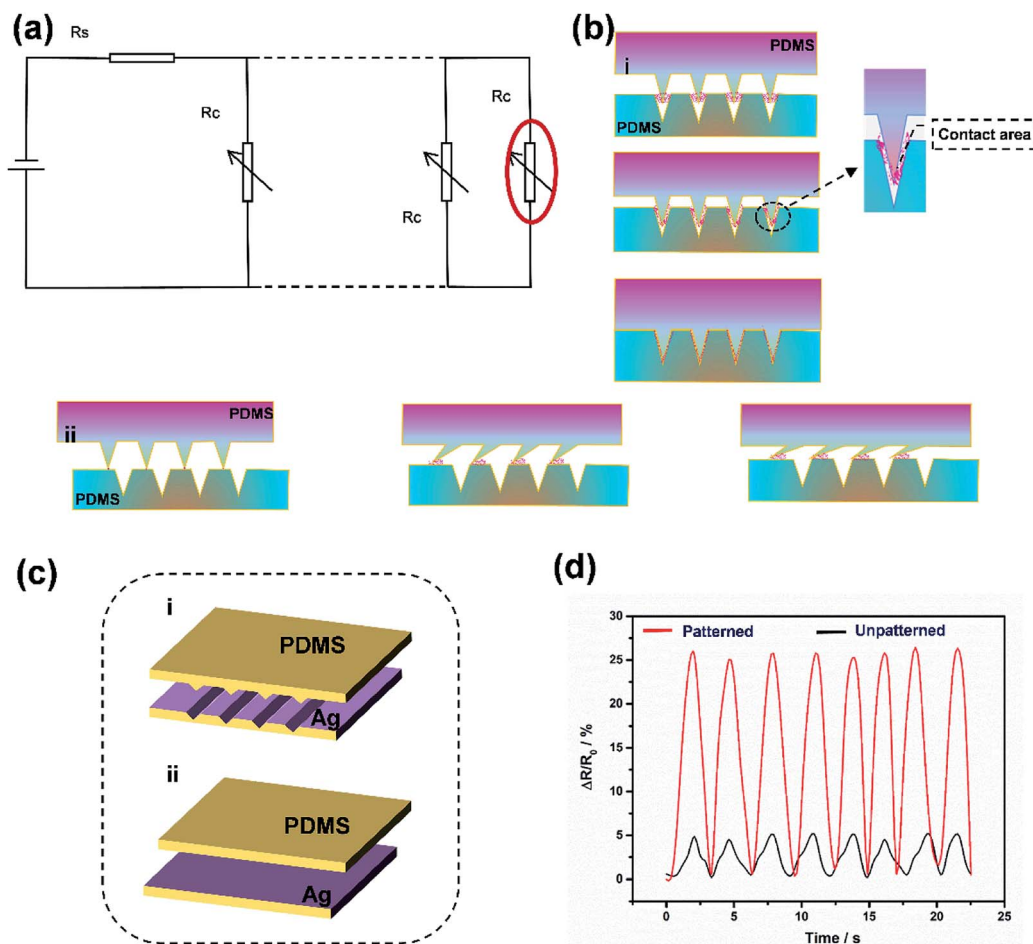 (a)
Rs
Rc
Rc
Rc
(b)
i
PDMS
PDMS
Contact area
ii
PDMS
PDMS
(c)
i
PDMS
Ag
ii
PDMS
Ag
(d)
Patterned
Unpatterned
ΔR/R₀ / %
30
25
20
15
10
5
0
0
5
10
15
20
25
Time / s